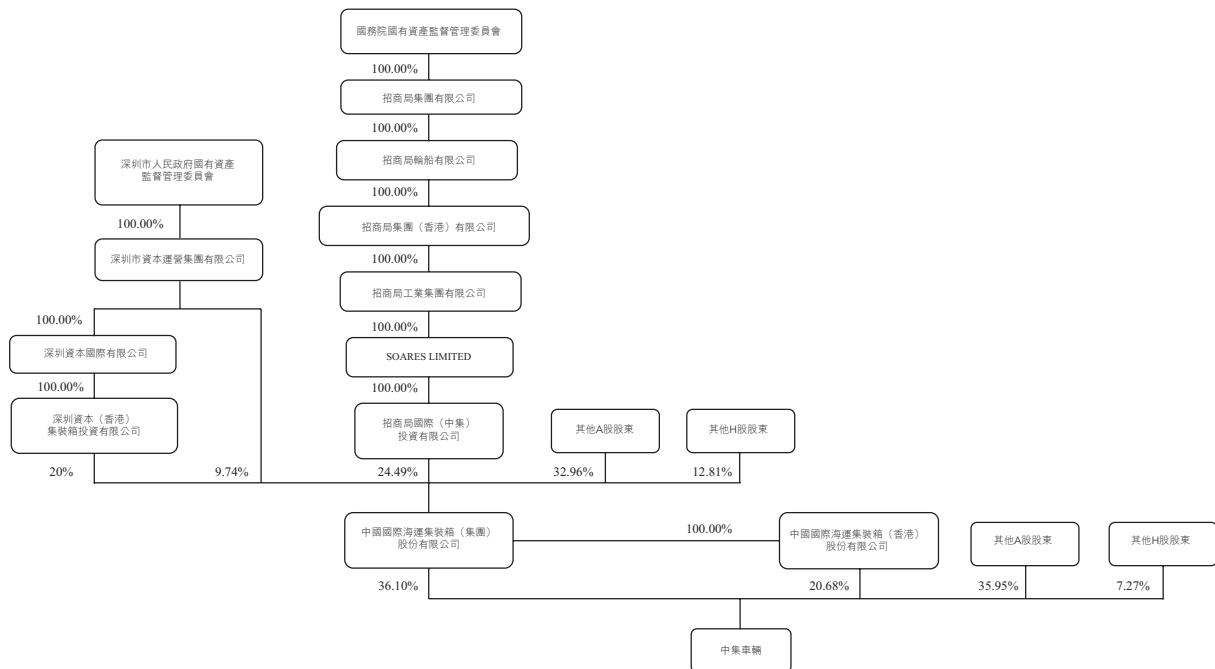 國務院國有資產監督管理委員會
100.00%
招商局集團有限公司
100.00%
招商局輪船有限公司
100.00%
招商局集團（香港）有限公司
100.00%
招商局工業集團有限公司
100.00%
SOARES LIMITED
100.00%
招商局國際（中集）
投資有限公司
深圳市人民政府國有資產
監督管理委員會
100.00%
深圳市資本運營集團有限公司
100.00%
深圳資本國際有限公司
100.00%
深圳資本（香港）
集裝箱投資有限公司
其他A股股東
其他H股股東
20%
9.74%
24.49%
32.96%
12.81%
中國國際海運集裝箱（集團）
股份有限公司
100.00%
中國國際海運集裝箱（香港）
股份有限公司
其他A股股東
其他H股股東
36.10%
20.68%
35.95%
7.27%
中集車輛